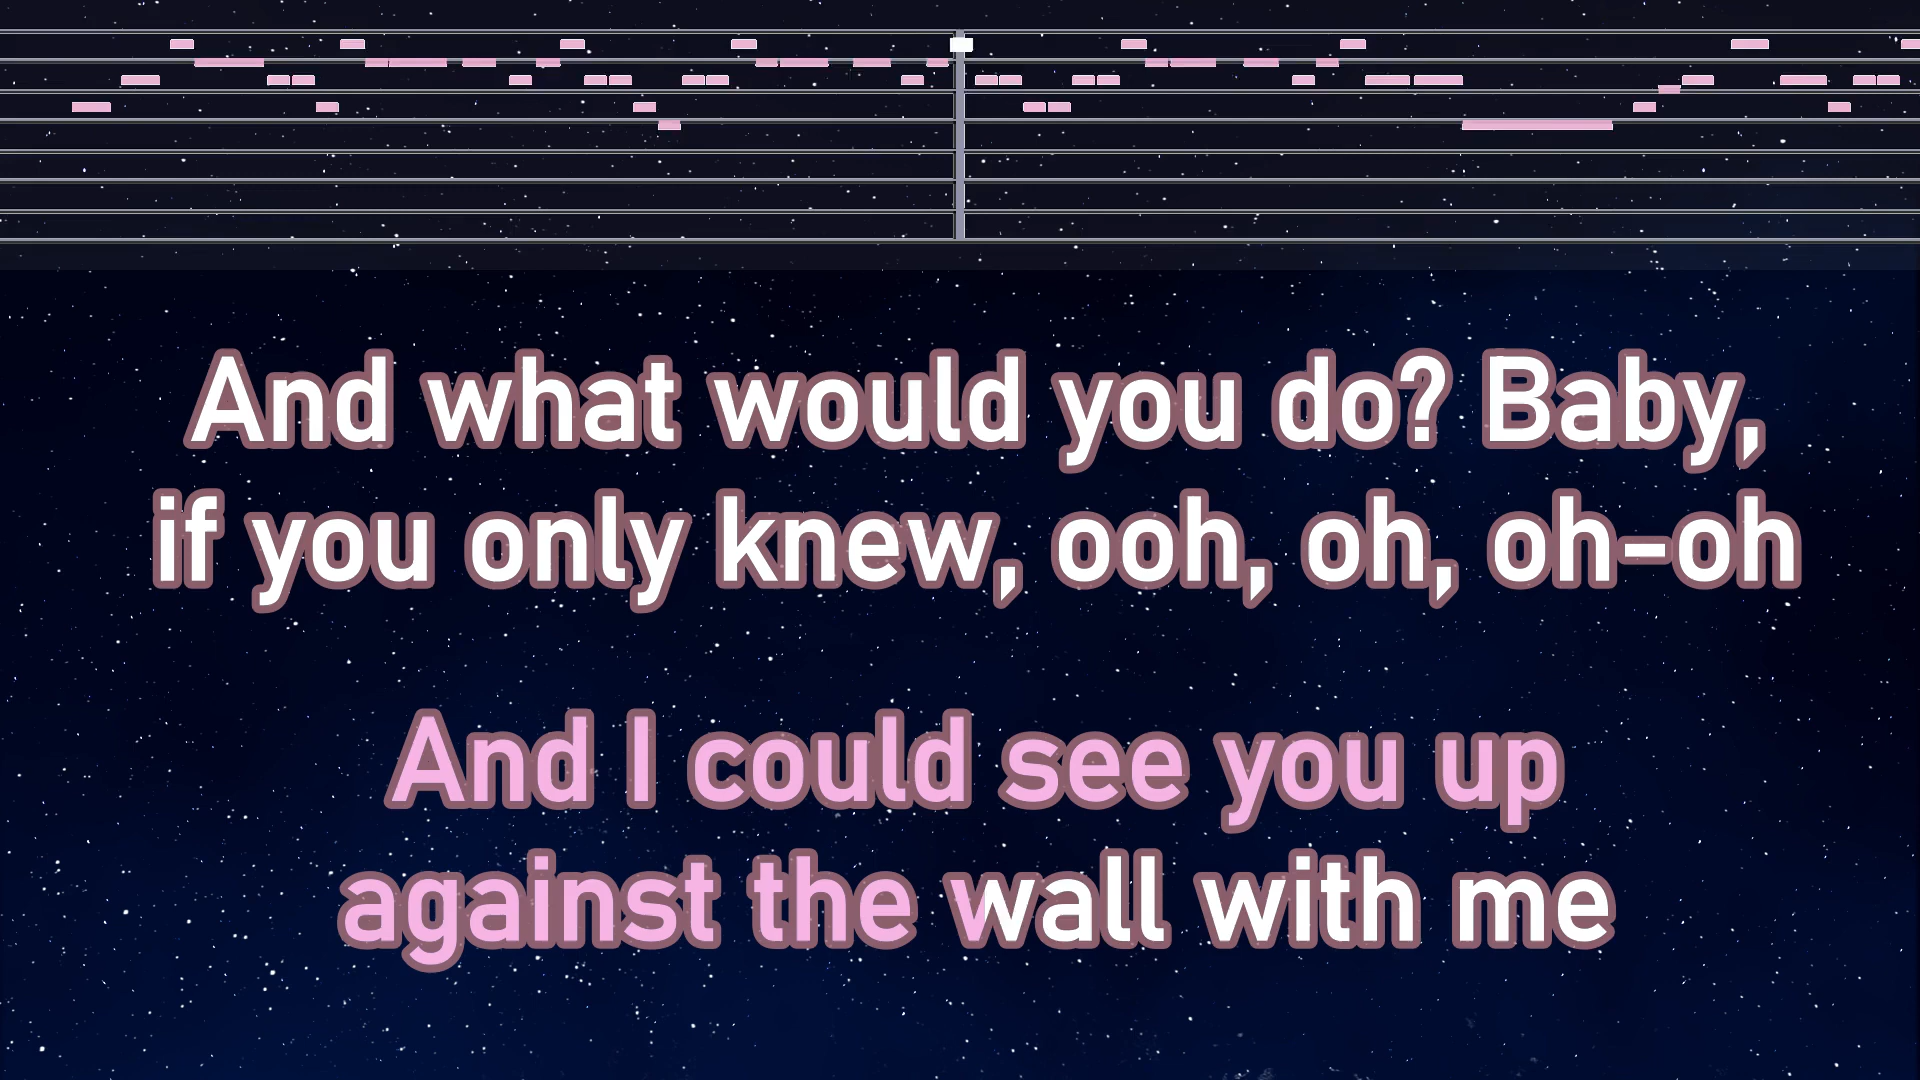 And what would you do? Baby,
if you only knew, ooh, oh, oh-oh
And I could see you up
against the wall with me